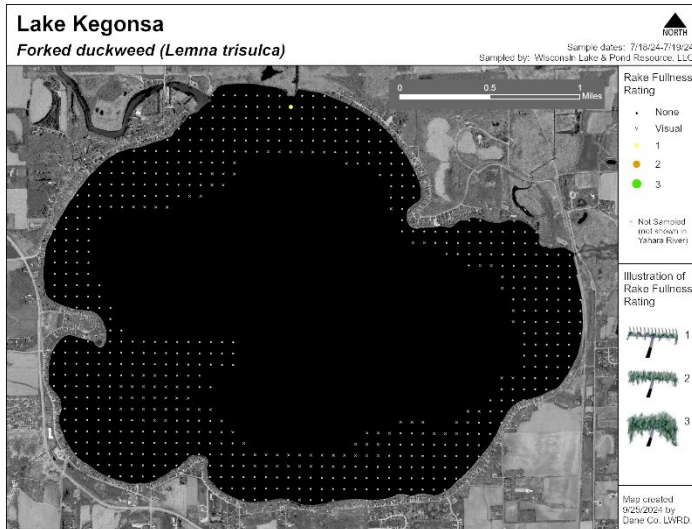 Lake Kegonsa
Forked duckweed (Lemna trisulca)
NORTH
Sample dates: 7/18/24-7/19/24
Sampled by: Wisconsin Lake & Pond Resource, LLC
0 0.5 1
Miles
Rake Fullness
Rating
None
Visual
1
2
3
Not Sampled
(not shown in
Yahara River)
Illustration of
Rake Fullness
Rating
1
2
3
Map created
9/25/2024 by
Dane Co. LWRD.